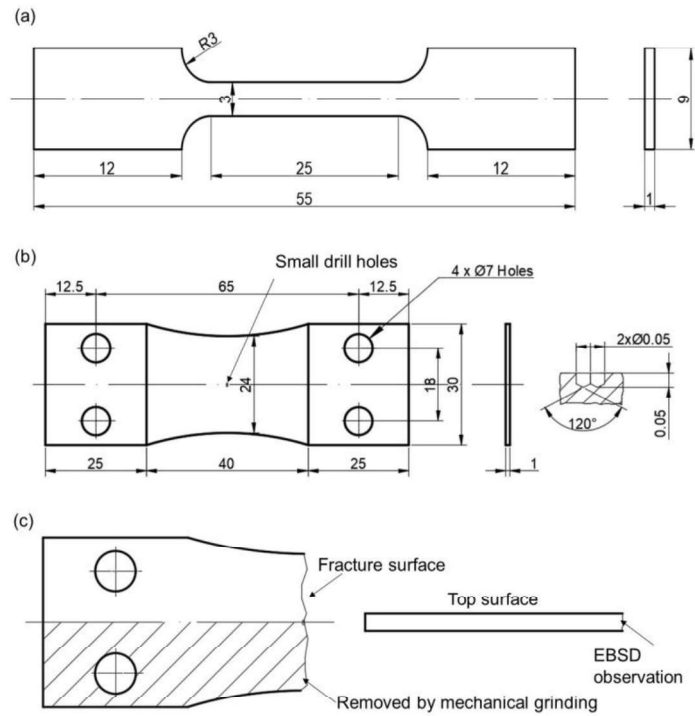 (a)
R3
3
9
12
25
12
55
1
(b)
Small drill holes
4 x Ø7 Holes
12.5
65
12.5
2xØ0.05
24
18
30
120°
0.05
25
40
25
1
(c)
Fracture surface
Top surface
EBSD
observation
Removed by mechanical grinding